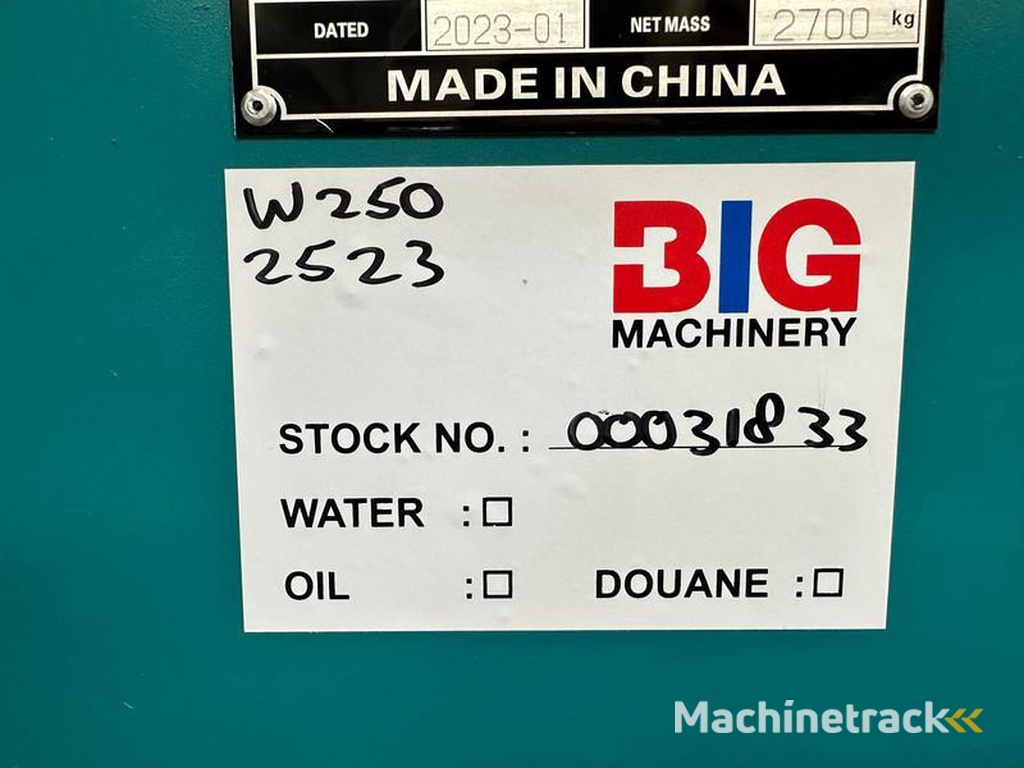 DATED 2023-01 NET MASS 2700 kg
MADE IN CHINA
W250
2523
BIG
MACHINERY
STOCK NO. : 00031833
WATER : □
OIL : □ DOUANE : □
Machinetrack